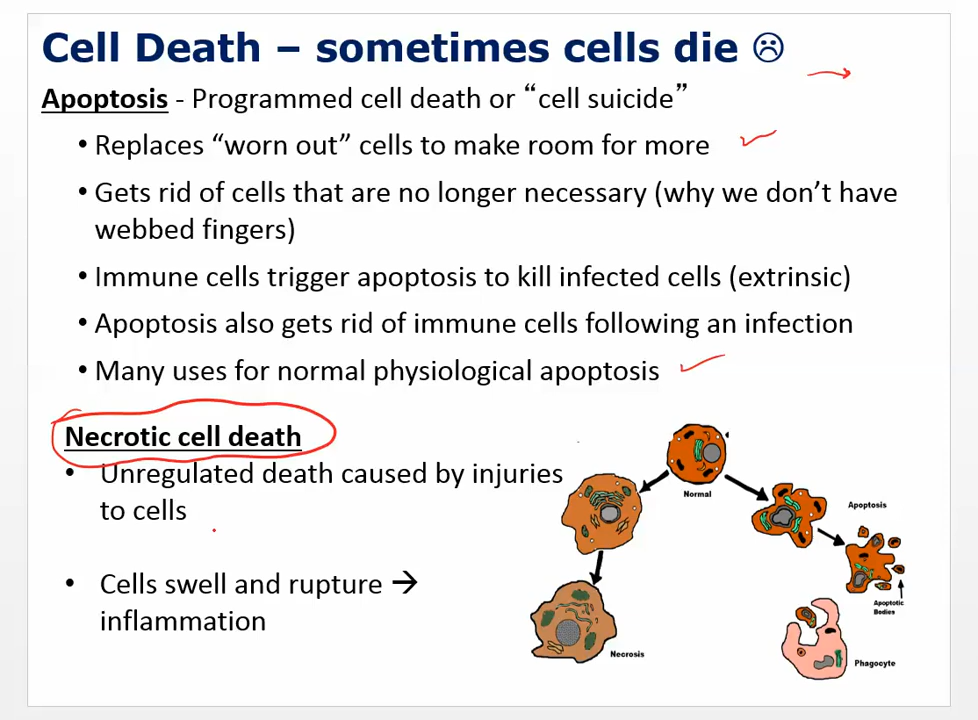 Cell Death – sometimes cells die ☹
Apoptosis - Programmed cell death or “cell suicide”
• Replaces “worn out” cells to make room for more
• Gets rid of cells that are no longer necessary (why we don’t have
webbed fingers)
• Immune cells trigger apoptosis to kill infected cells (extrinsic)
• Apoptosis also gets rid of immune cells following an infection
• Many uses for normal physiological apoptosis
Necrotic cell death
• Unregulated death caused by injuries
to cells
• Cells swell and rupture →
inflammation
Normal
Apoptosis
Apoptotic
Bodies
Necrosis
Phagocyte